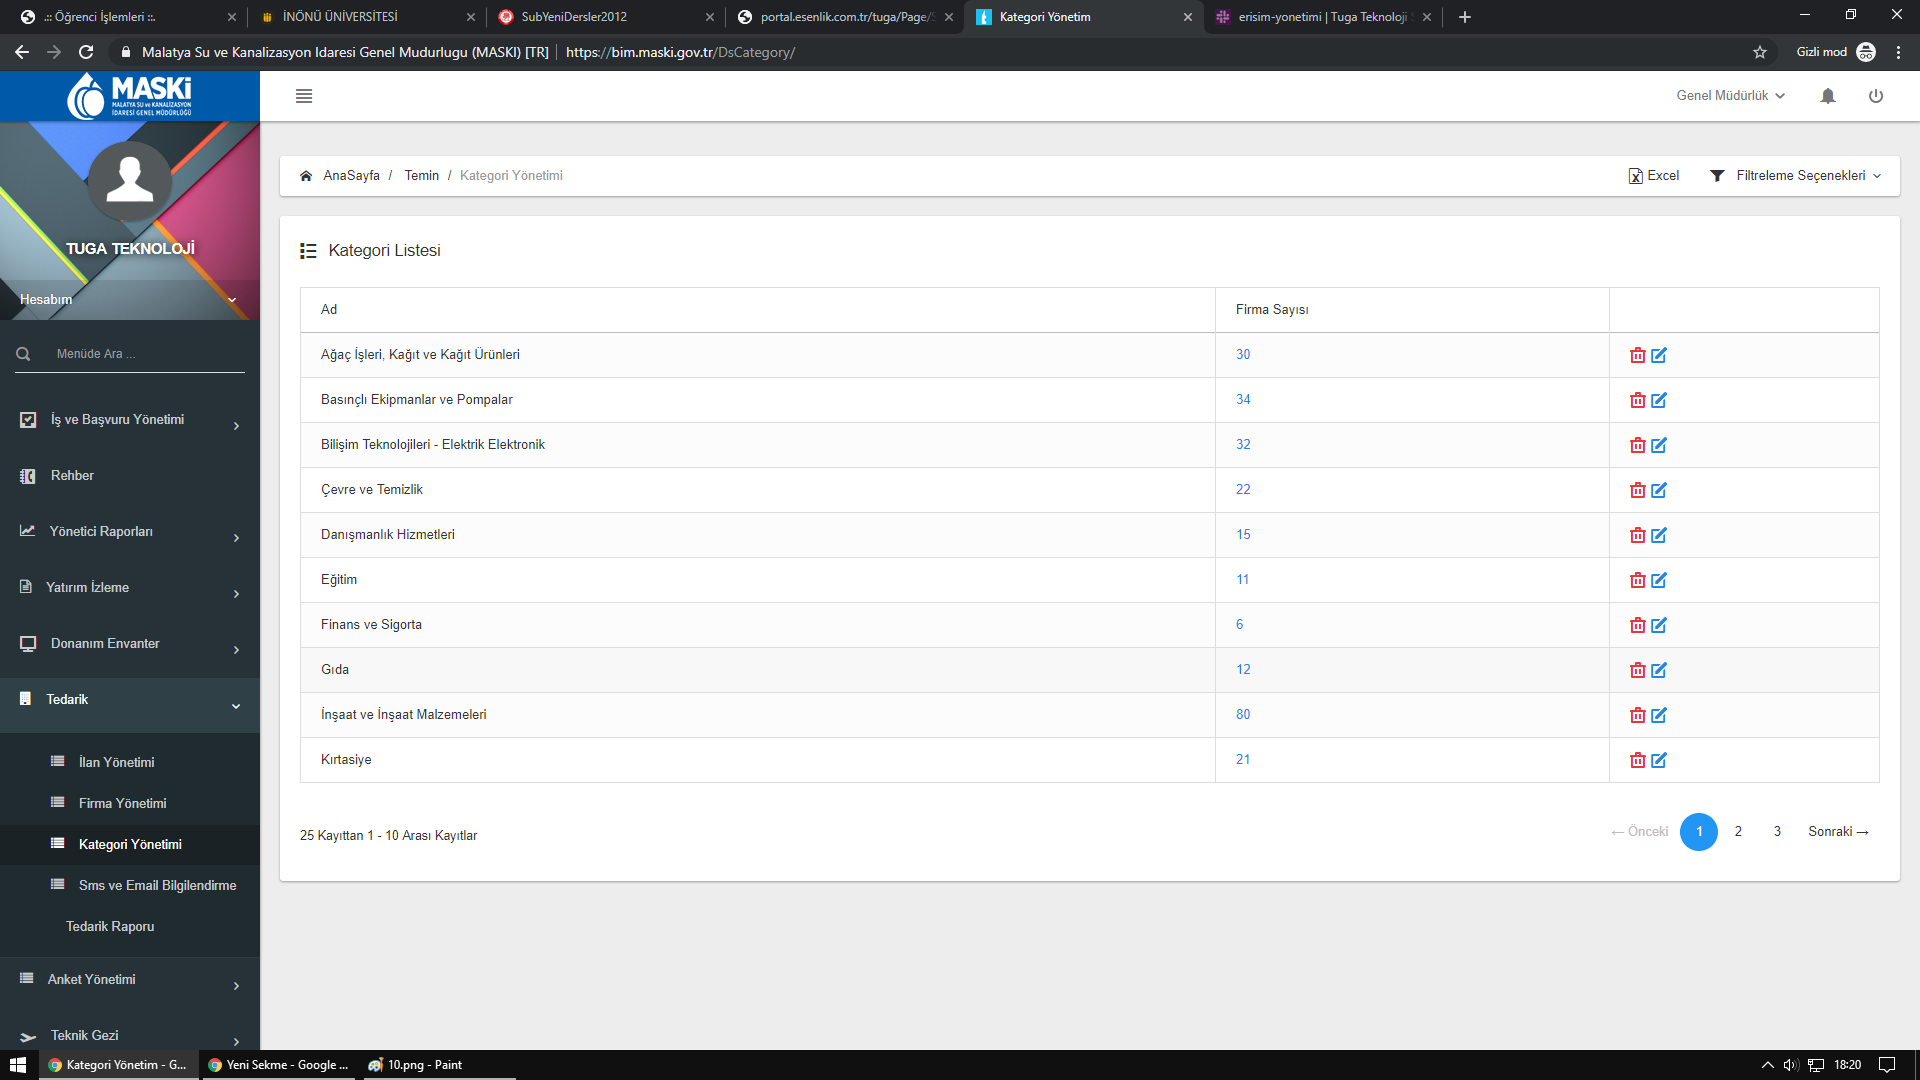 .:: Öğrenci İşlemleri ::.
İNÖNÜ ÜNİVERSİTESİ
SubYeniDersler2012
portal.esenlik.com.tr/tuga/Page/
Kategori Yönetim
erisim-yonetimi | Tuga Teknoloji
Malatya Su ve Kanalizasyon Idaresi Genel Mudurlugu (MASKI) [TR]
https://bim.maski.gov.tr/DsCategory/
Gizli mod
MASKİ
MALATYA SU ve KANALİZASYON
İDARESİ GENEL MÜDÜRLÜĞÜ
Genel Müdürlük
TUGA TEKNOLOJİ
Hesabım
Menüde Ara ...
İş ve Başvuru Yönetimi
Rehber
Yönetici Raporları
Yatırım İzleme
Donanım Envanter
Tedarik
İlan Yönetimi
Firma Yönetimi
Kategori Yönetimi
Sms ve Email Bilgilendirme
Tedarik Raporu
Anket Yönetimi
Teknik Gezi
AnaSayfa / Temin / Kategori Yönetimi
Excel
Filtreleme Seçenekleri
Kategori Listesi
Ad Firma Sayısı
Ağaç İşleri, Kağıt ve Kağıt Ürünleri 30
Basınçlı Ekipmanlar ve Pompalar 34
Bilişim Teknolojileri - Elektrik Elektronik 32
Çevre ve Temizlik 22
Danışmanlık Hizmetleri 15
Eğitim 11
Finans ve Sigorta 6
Gıda 12
İnşaat ve İnşaat Malzemeleri 80
Kırtasiye 21
25 Kayıttan 1 - 10 Arası Kayıtlar
← Önceki 1 2 3 Sonraki →
Kategori Yönetim - G...
Yeni Sekme - Google ...
10.png - Paint
18:20